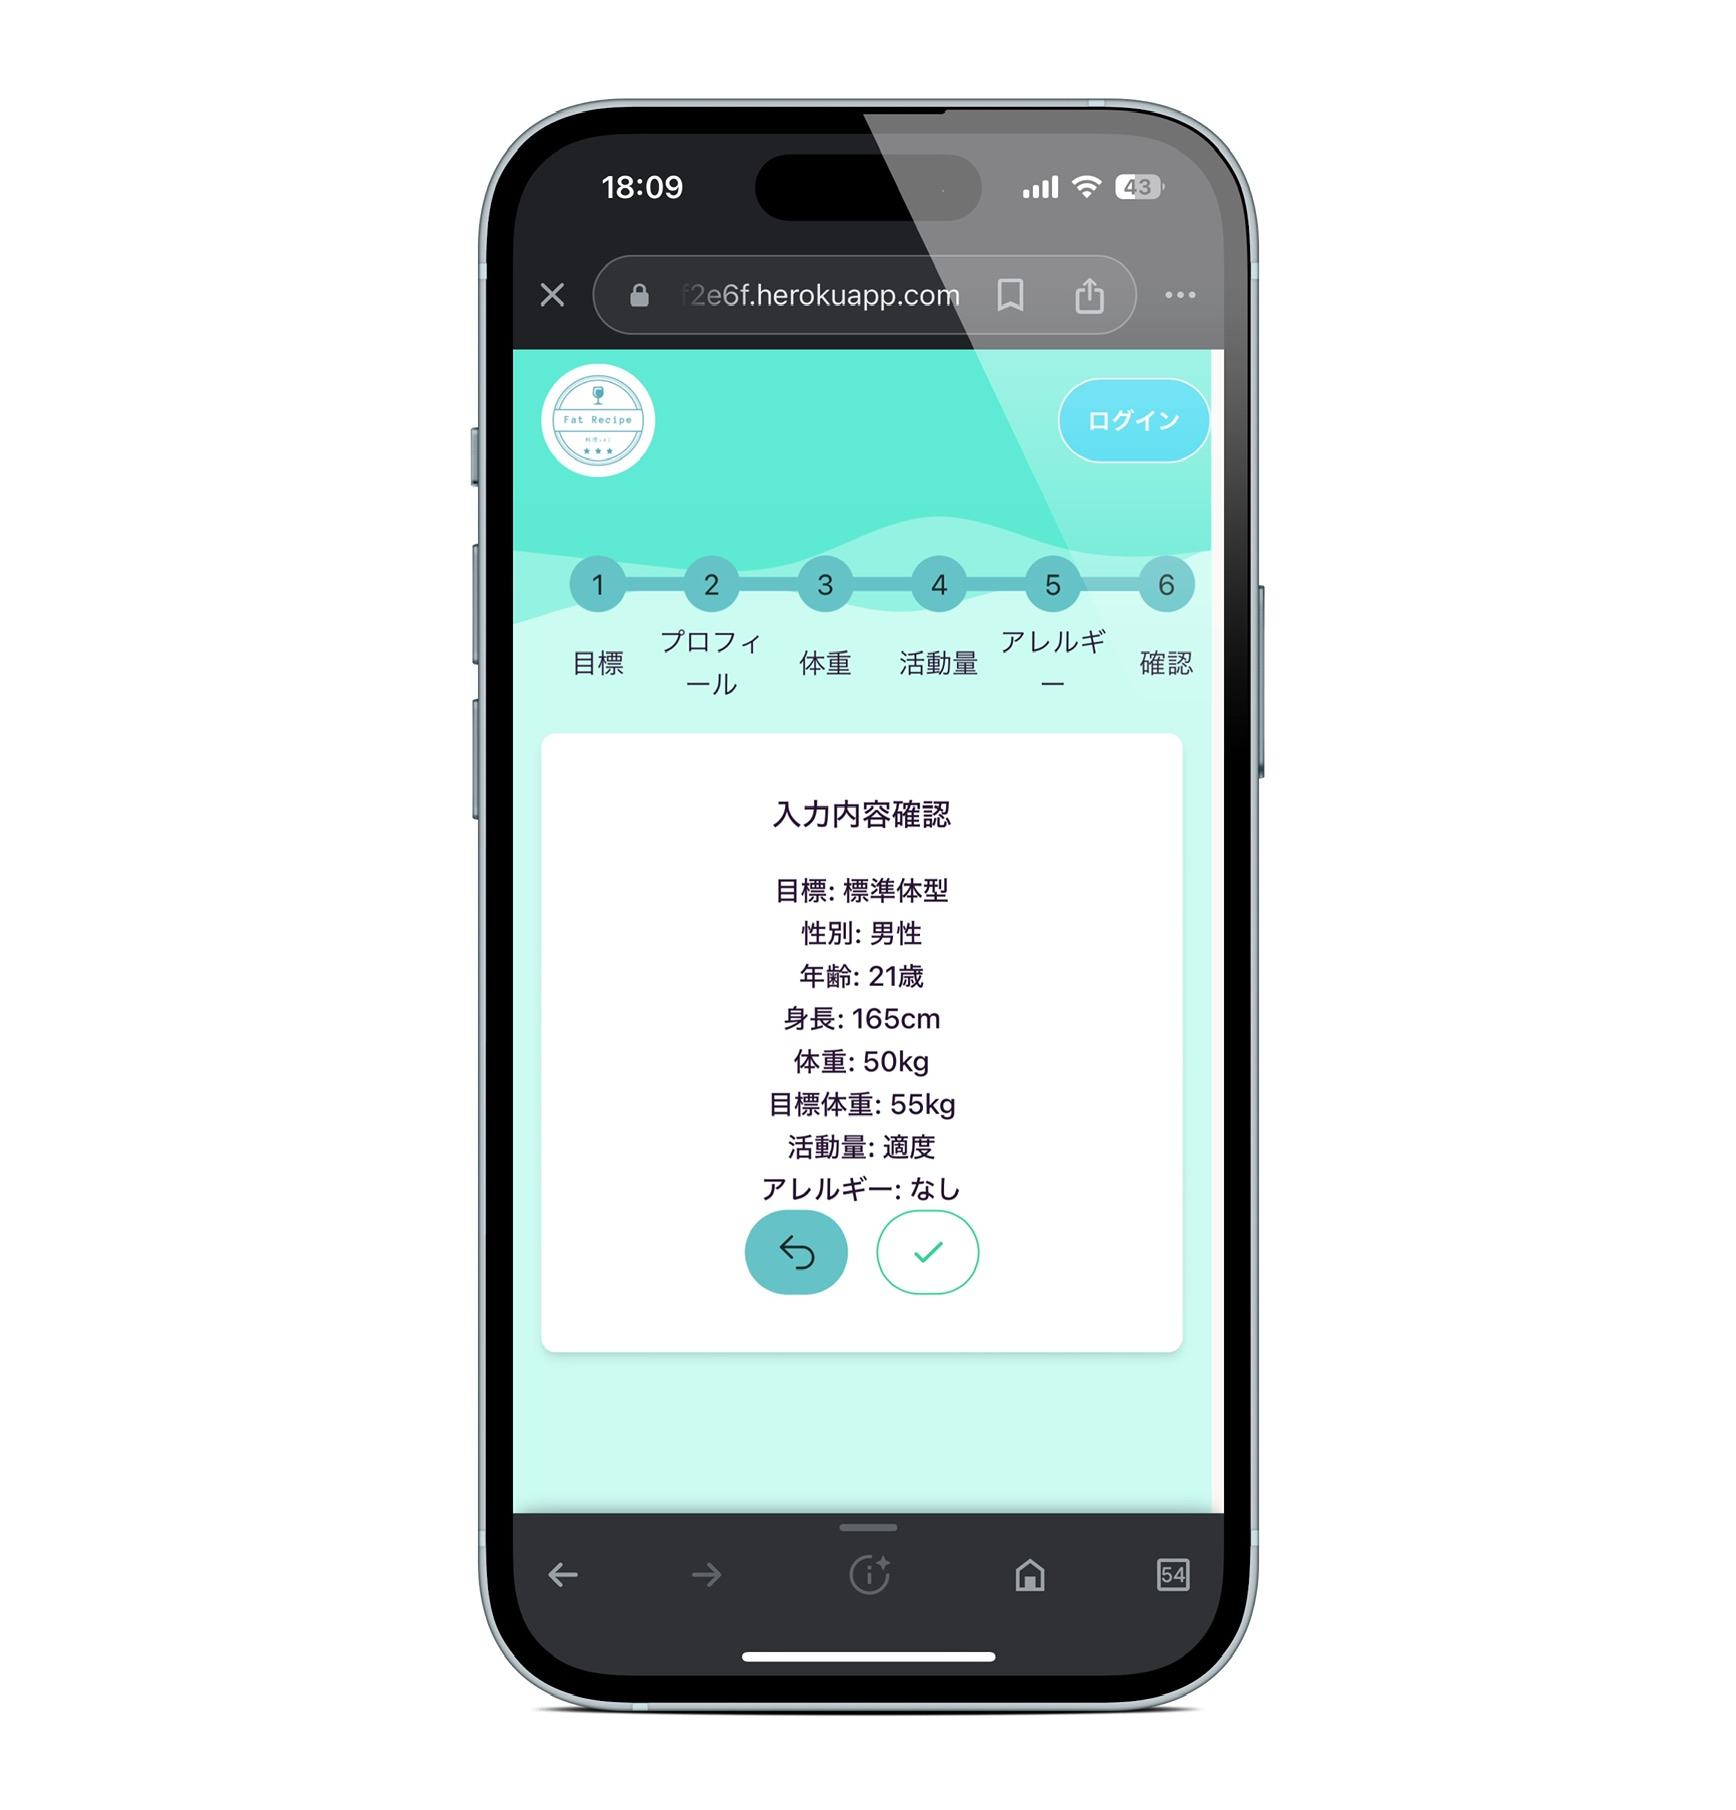 18:09
43
f2e6f.herokuapp.com
Fat Recipe
ログイン
1
2
3
4
5
6
目標
プロフィ
ール
体重
活動量
アレルギ
ー
確認
入力内容確認
目標: 標準体型
性別: 男性
年齢: 21歳
身長: 165cm
体重: 50kg
目標体重: 55kg
活動量: 適度
アレルギー: なし
54